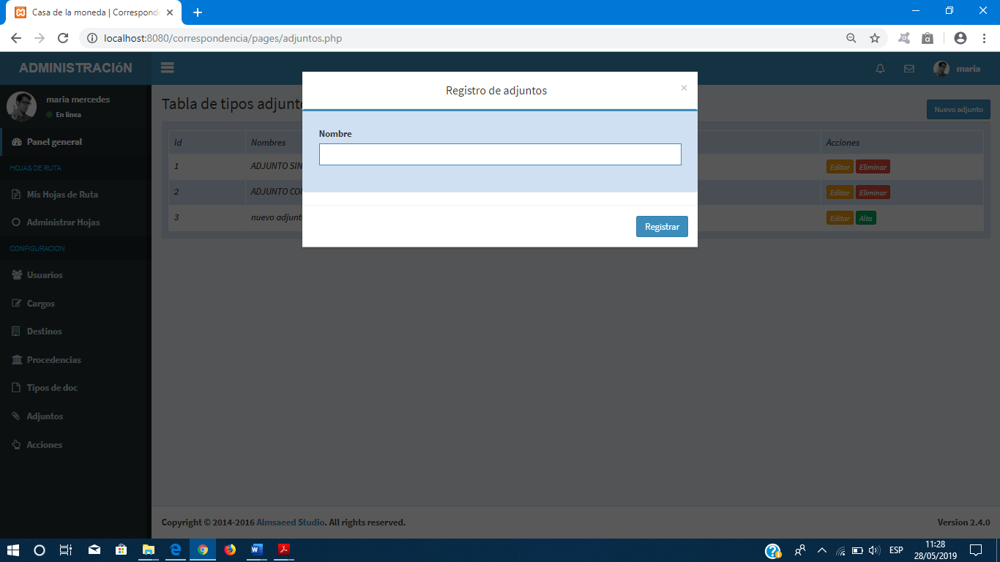 Casa de la moneda | Correspond
localhost:8080/correspondencia/pages/adjuntos.php
ADMINISTRACIóN
maria
maria mercedes
En linea
Panel general
HOJAS DE RUTA
Mis Hojas de Ruta
Administrar Hojas
CONFIGURACION
Usuarios
Cargos
Destinos
Procedencias
Tipos de doc
Adjuntos
Acciones
Tabla de tipos adjunto
Nuevo adjunto
Id Nombres Acciones
1 ADJUNTO SIN Editar Eliminar
2 ADJUNTO CO Editar Eliminar
3 nuevo adjunt Editar Alta
Registro de adjuntos ×
Nombre
Registrar
Copyright © 2014-2016 Almsaeed Studio. All rights reserved.
Version 2.4.0
ESP
11:28
28/05/2019